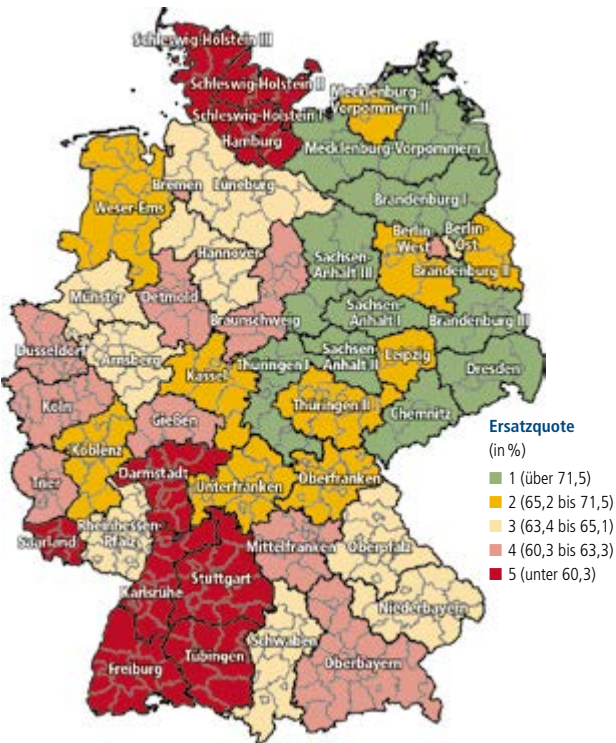 Schleswig-Holstein III
Schleswig-Holstein II
Mecklenburg-
Vorpommern II
Schleswig-Holstein I
Hamburg
Mecklenburg-Vorpommern I
Bremen
Lüneburg
Brandenburg I
Weser-Ems
Berlin-
West
Berlin-
Ost
Hannover
Sachsen-
Anhalt III
Brandenburg II
Münster
Detmold
Braunschweig
Sachsen-
Anhalt I
Brandenburg III
Düsseldorf
Arnsberg
Kassel
Thüringen I
Sachsen-
Anhalt II
Leipzig
Dresden
Köln
Gießen
Thüringen II
Chemnitz
Koblenz
Trier
Darmstadt
Unterfranken
Oberfranken
Saarland
Rheinhessen-
Pfalz
Mittelfranken
Oberpfalz
Karlsruhe
Stuttgart
Niederbayern
Schwaben
Freiburg
Tübingen
Oberbayern
Ersatzquote
(in %)
1 (über 71,5)
2 (65,2 bis 71,5)
3 (63,4 bis 65,1)
4 (60,3 bis 63,3)
5 (unter 60,3)